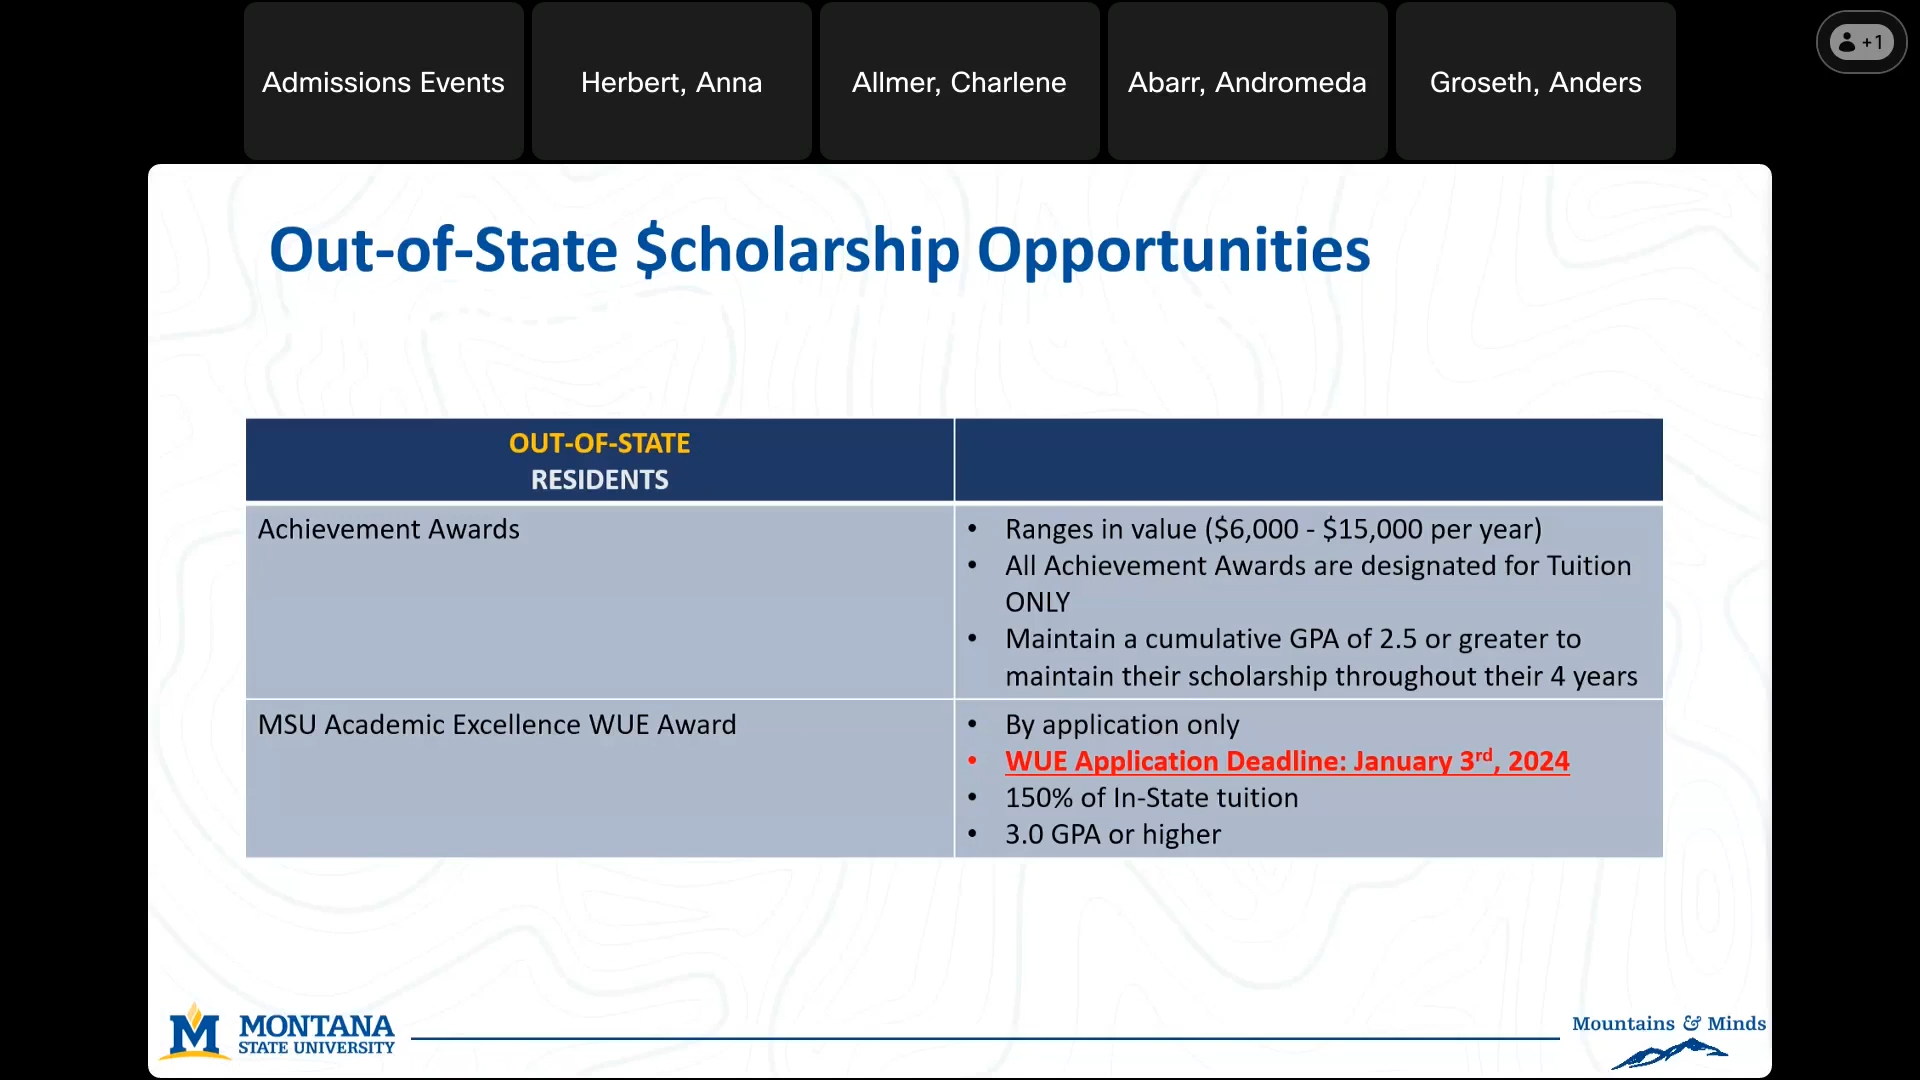 Admissions Events
Herbert, Anna
Allmer, Charlene
Abarr, Andromeda
Groseth, Anders
+1
Out-of-State $cholarship Opportunities
OUT-OF-STATE
RESIDENTS
Achievement Awards
• Ranges in value ($6,000 - $15,000 per year)
• All Achievement Awards are designated for Tuition
ONLY
• Maintain a cumulative GPA of 2.5 or greater to
maintain their scholarship throughout their 4 years
MSU Academic Excellence WUE Award
• By application only
• WUE Application Deadline: January 3rd, 2024
• 150% of In-State tuition
• 3.0 GPA or higher
M
MONTANA
STATE UNIVERSITY
Mountains & Minds